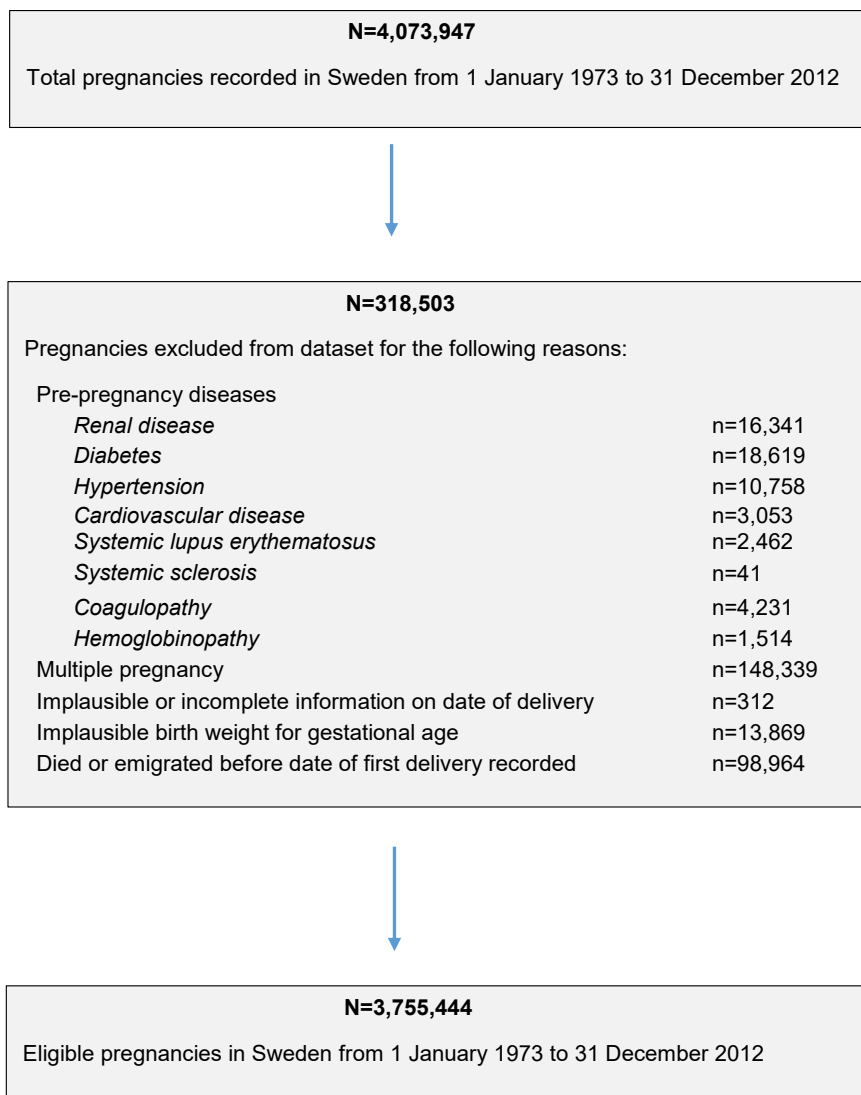 N=4,073,947
Total pregnancies recorded in Sweden from 1 January 1973 to 31 December 2012
N=318,503
Pregnancies excluded from dataset for the following reasons:
Pre-pregnancy diseases
Renal disease n=16,341
Diabetes n=18,619
Hypertension n=10,758
Cardiovascular disease n=3,053
Systemic lupus erythematosus n=2,462
Systemic sclerosis n=41
Coagulopathy n=4,231
Hemoglobinopathy n=1,514
Multiple pregnancy n=148,339
Implausible or incomplete information on date of delivery n=312
Implausible birth weight for gestational age n=13,869
Died or emigrated before date of first delivery recorded n=98,964
N=3,755,444
Eligible pregnancies in Sweden from 1 January 1973 to 31 December 2012